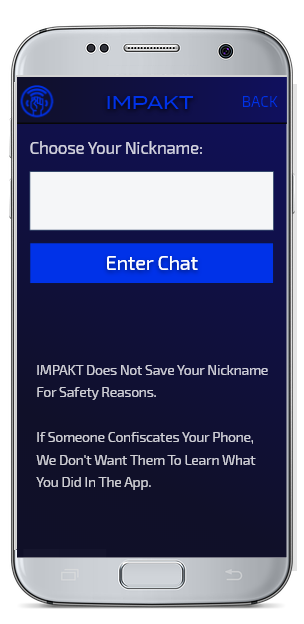 IMPAKT BACK
Choose Your Nickname:
Enter Chat
IMPAKT Does Not Save Your Nickname
For Safety Reasons.
If Someone Confiscates Your Phone,
We Don't Want Them To Learn What
You Did In The App.